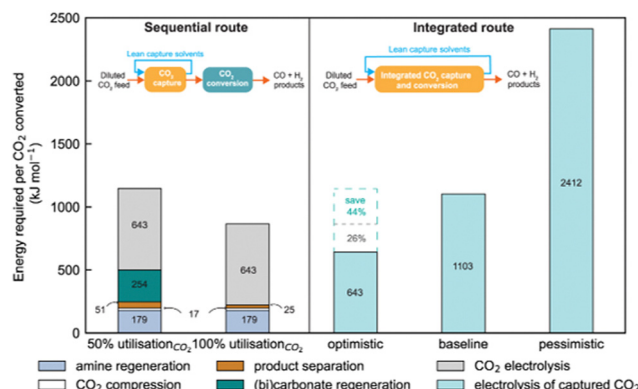 Sequential route
Integrated route
Lean capture solvents
Diluted
CO2 feed
CO2
capture
CO2
conversion
CO + H2
products
Lean capture solvents
Diluted
CO2 feed
Integrated CO2 capture
and conversion
CO + H2
products
Energy required per CO2 converted
(kJ mol−1)
2500
2000
1500
1000
500
0
643
254
51
179
643
17
25
179
save
44%
26%
643
1103
2412
50% utilisationCO2
100% utilisationCO2
optimistic
baseline
pessimistic
amine regeneration
product separation
CO2 electrolysis
CO2 compression
(bi)carbonate regeneration
electrolysis of captured CO2